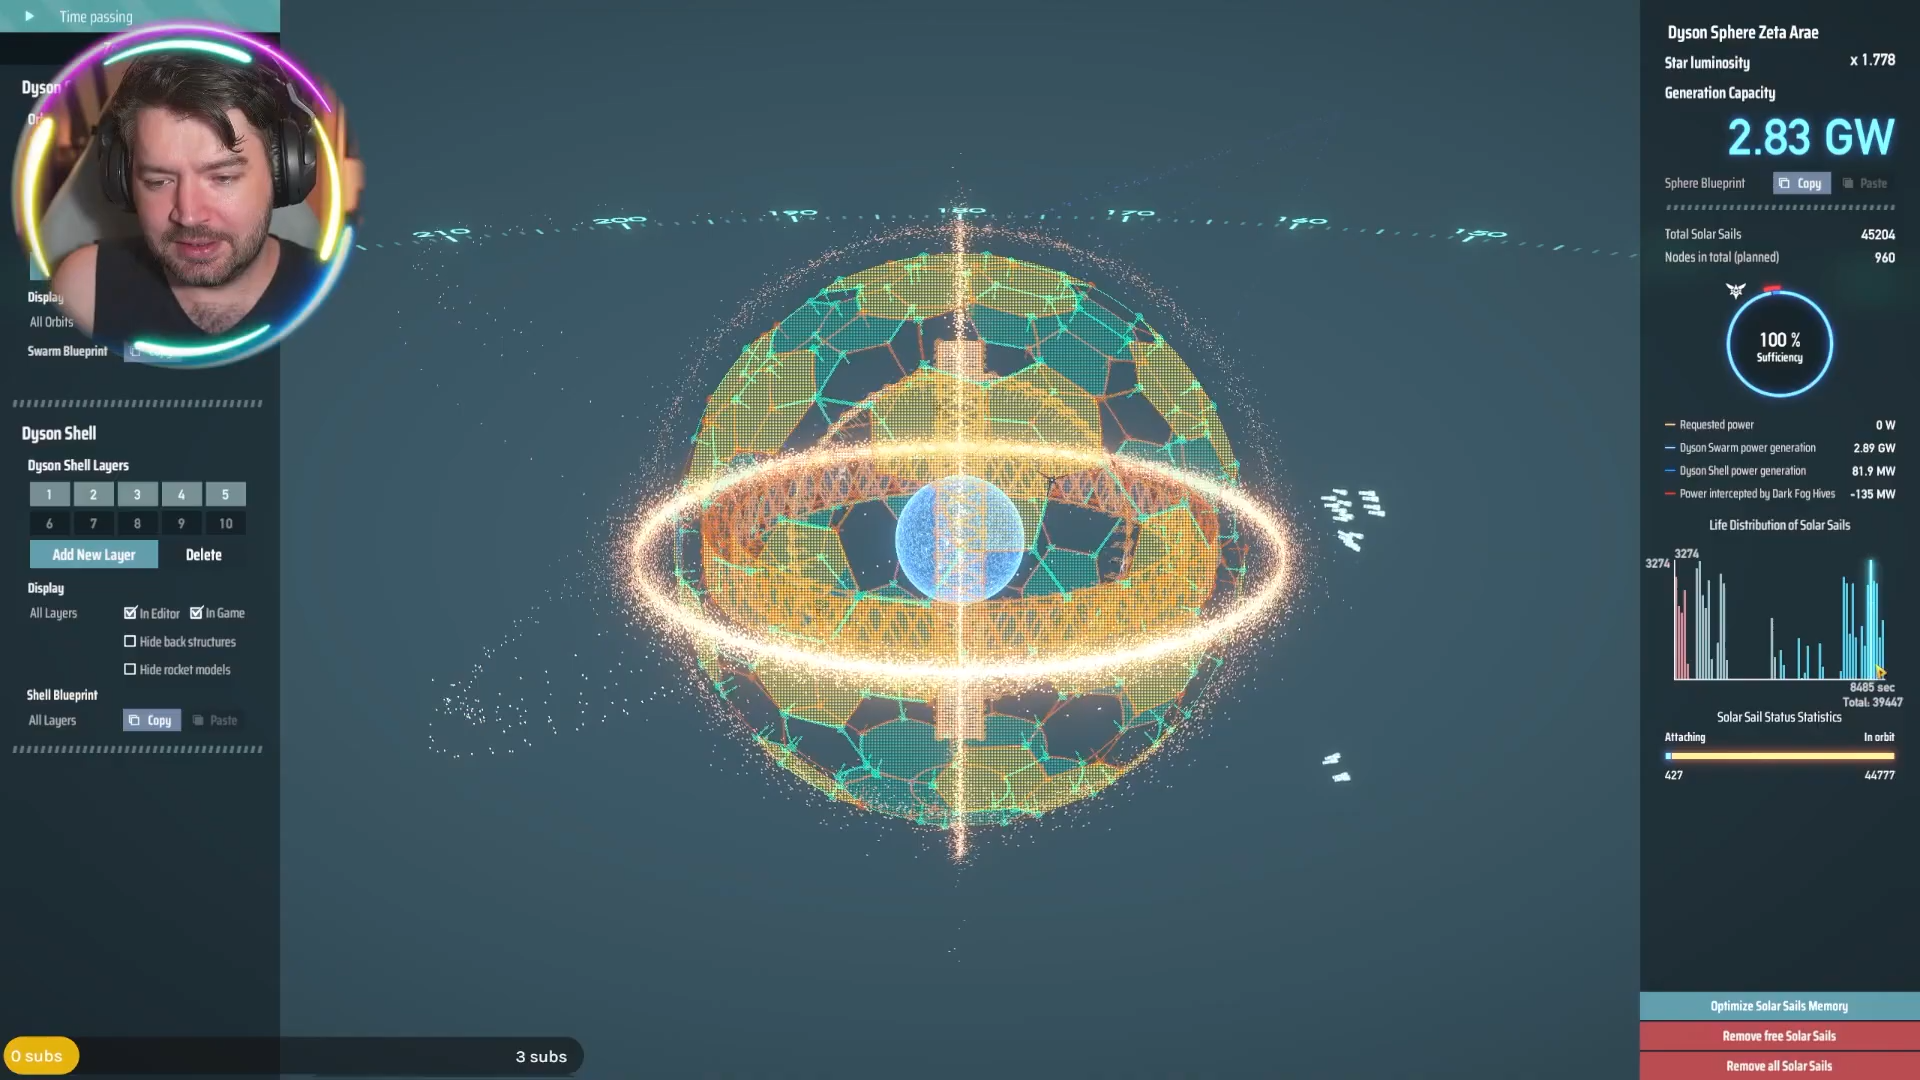 Time passing
Dyson
Or
Display
All Orbits
Swarm Blueprint
Dyson Shell
Dyson Shell Layers
1 2 3 4 5
6 7 8 9 10
Add New Layer Delete
Display
All Layers In Editor In Game
Hide back structures
Hide rocket models
Shell Blueprint
All Layers Copy Paste
0 subs 3 subs
210 200 190 180 170 160 150
Dyson Sphere Zeta Arae
Star luminosity x 1.778
Generation Capacity
2.83 GW
Sphere Blueprint Copy Paste
Total Solar Sails 45204
Nodes in total (planned) 960
100 %
Sufficiency
Requested power 0 W
Dyson Swarm power generation 2.89 GW
Dyson Shell power generation 81.9 MW
Power intercepted by Dark Fog Hives -135 MW
Life Distribution of Solar Sails
3274
3274
8485 sec
Total: 39447
Solar Sail Status Statistics
Attaching In orbit
427 44777
Optimize Solar Sails Memory
Remove free Solar Sails
Remove all Solar Sails